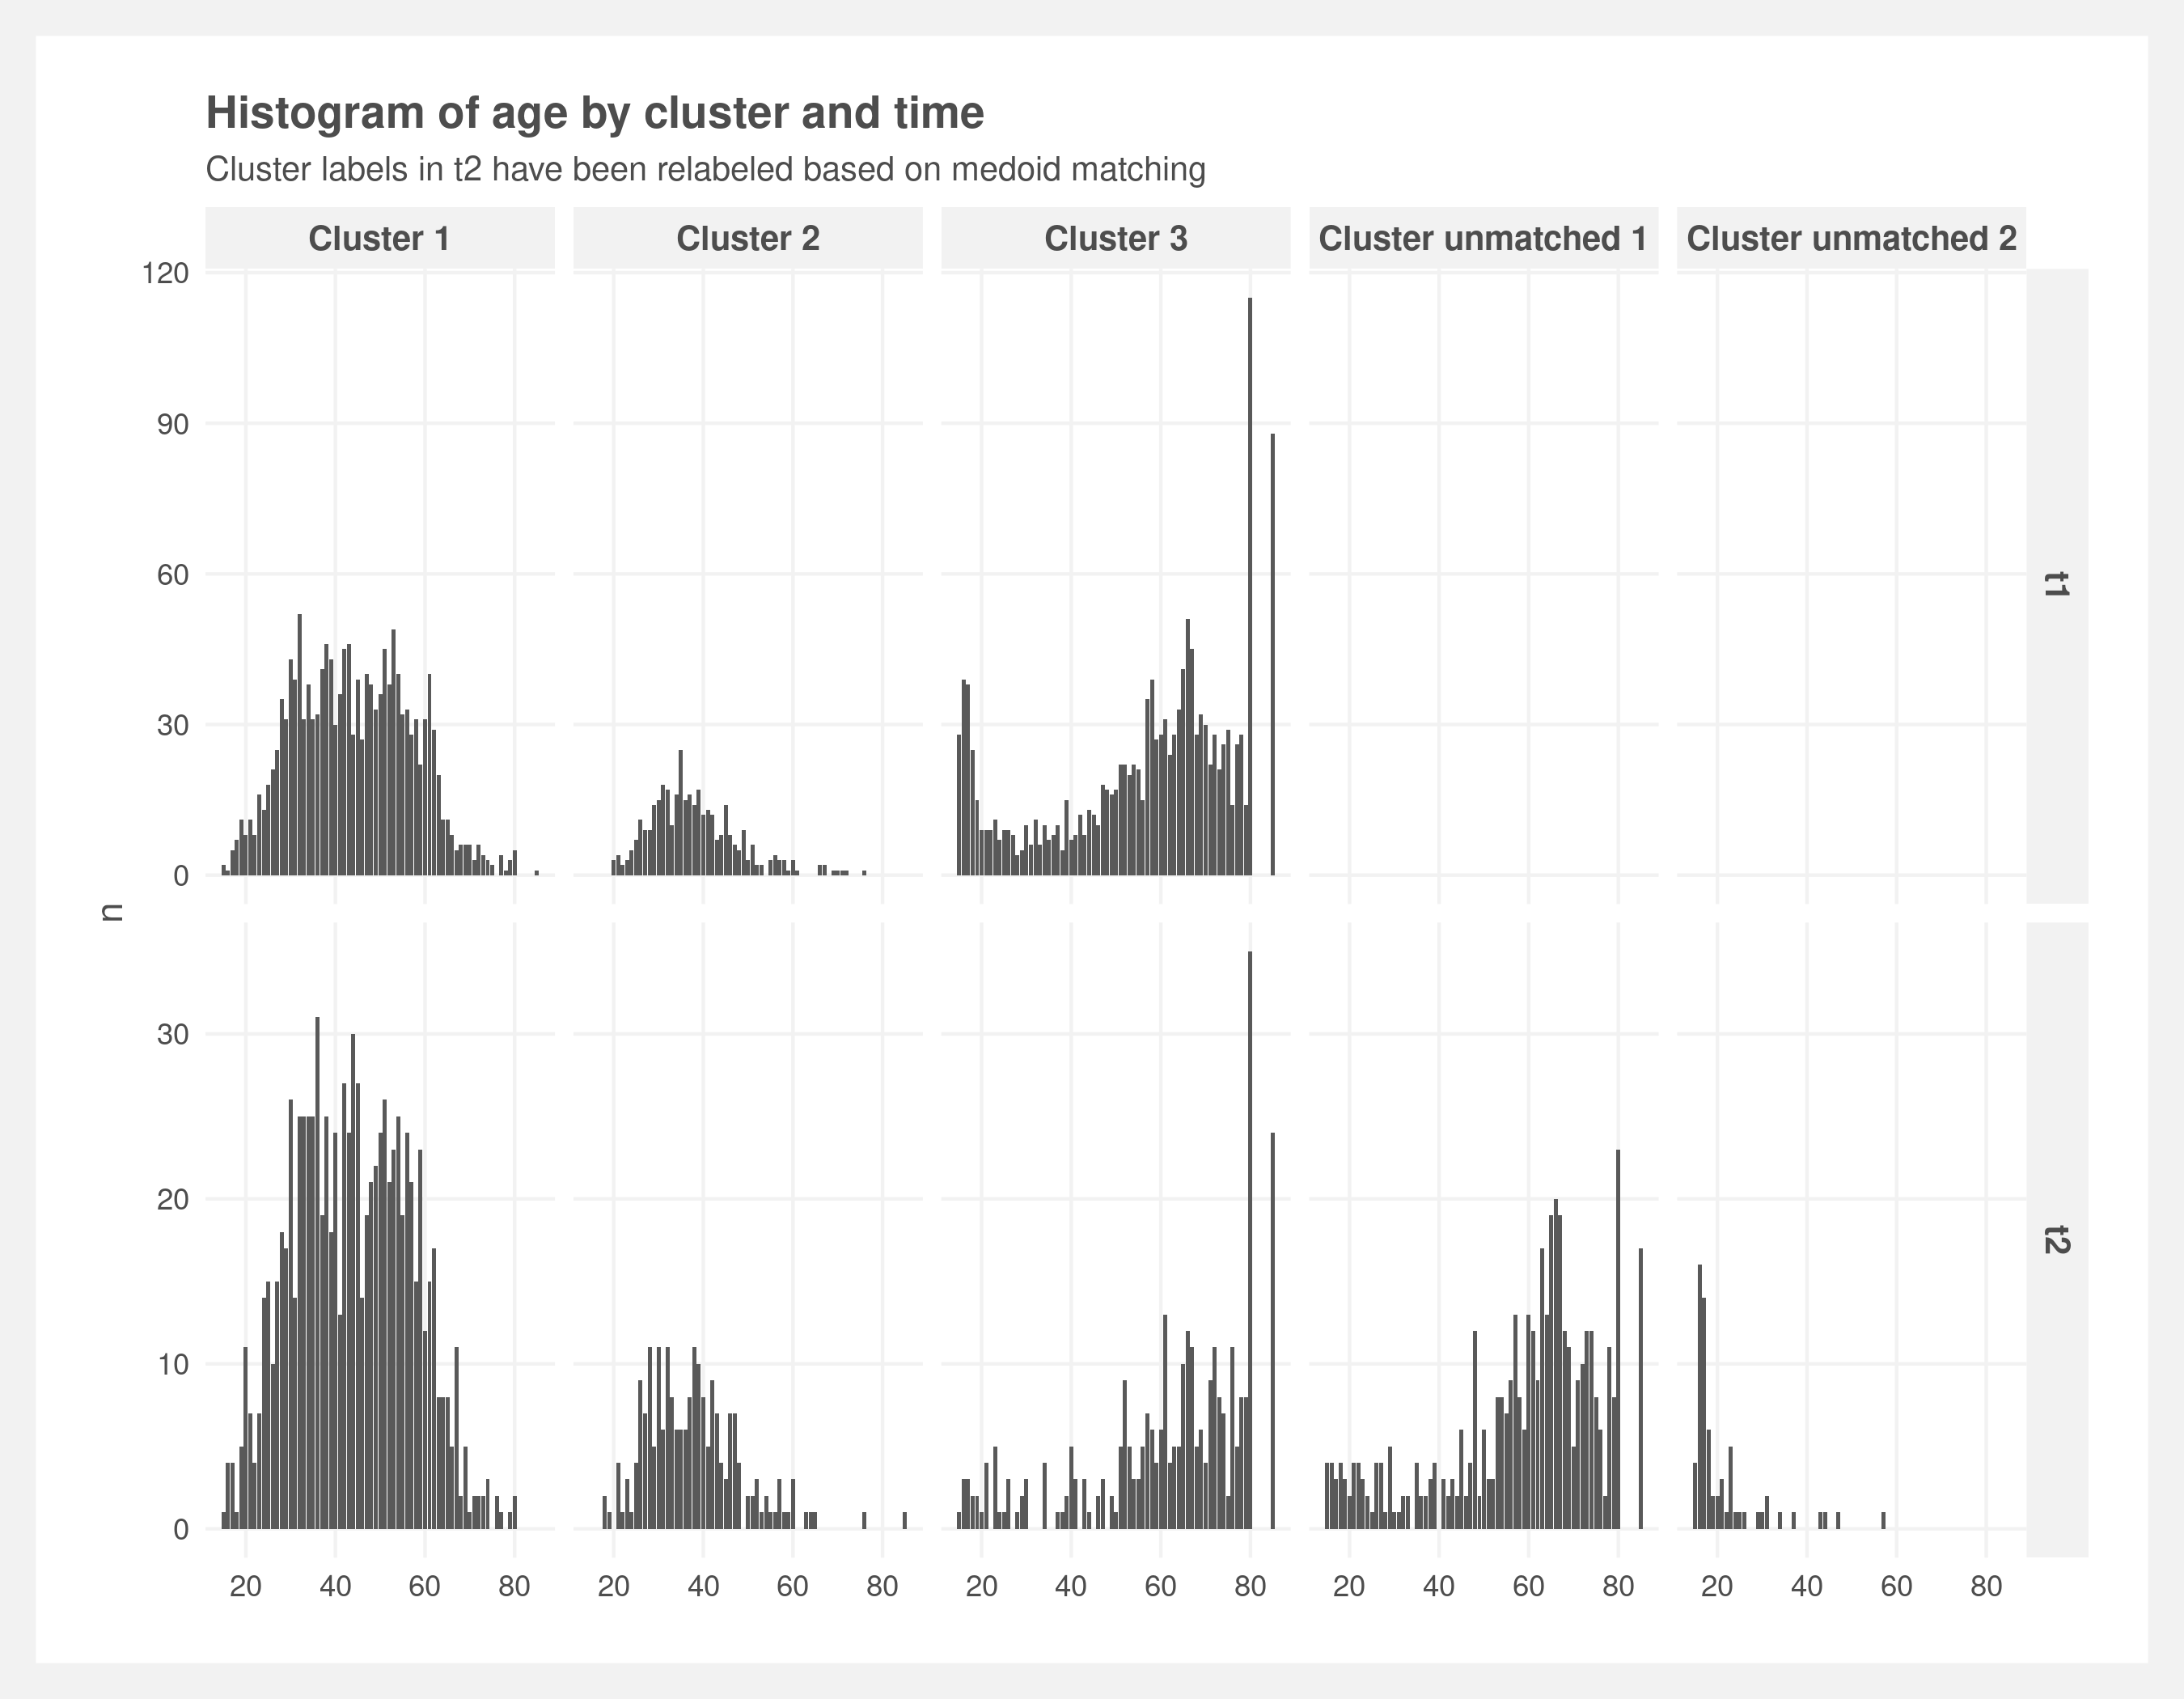 Histogram of age by cluster and time
Cluster labels in t2 have been relabeled based on medoid matching
Cluster 1 Cluster 2 Cluster 3 Cluster unmatched 1 Cluster unmatched 2
120
90
60
30
0
t1
n
30
20
10
0
t2
20 40 60 80 20 40 60 80 20 40 60 80 20 40 60 80 20 40 60 80